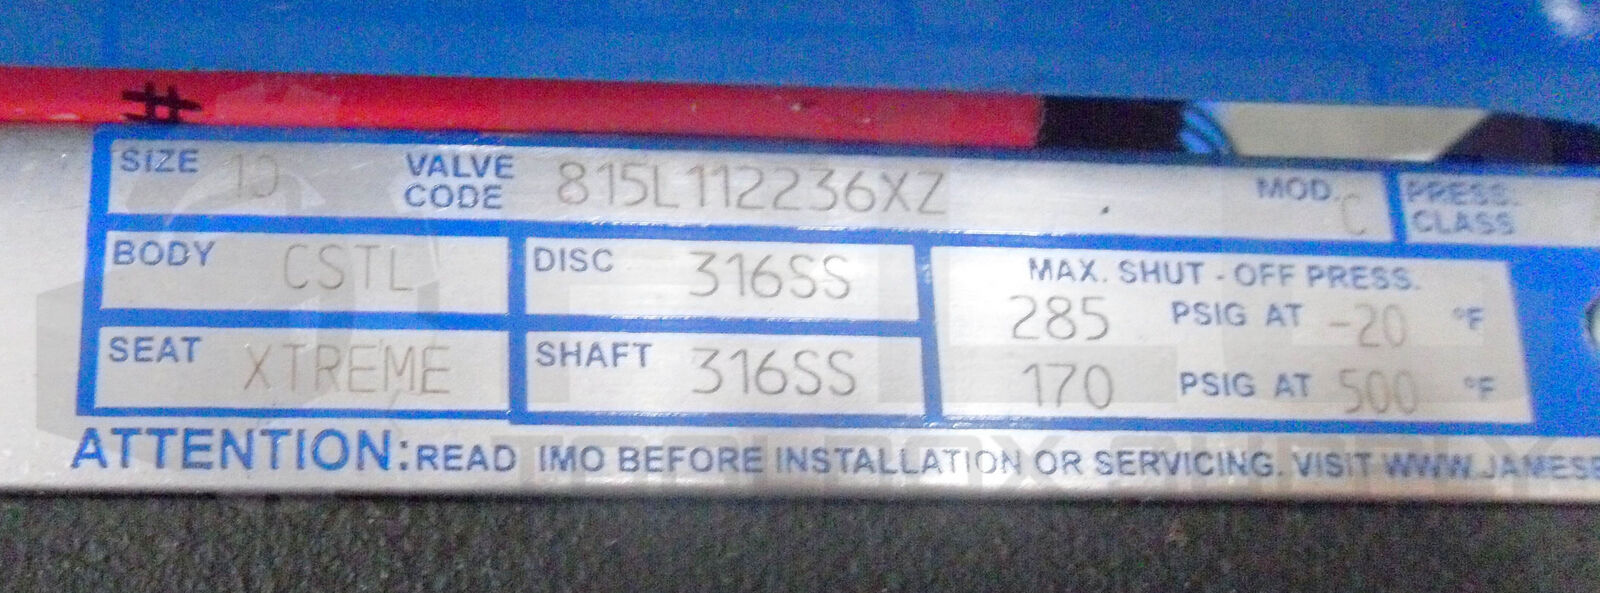 #
SIZE 10 VALVE CODE 815L112236XZ MOD. C PRESS. CLASS
BODY CSTL DISC 316SS MAX. SHUT - OFF PRESS.
285 PSIG AT -20 °F
SEAT XTREME SHAFT 316SS 170 PSIG AT 500 °F
ATTENTION: READ IMO BEFORE INSTALLATION OR SERVICING. VISIT WWW.JAMES